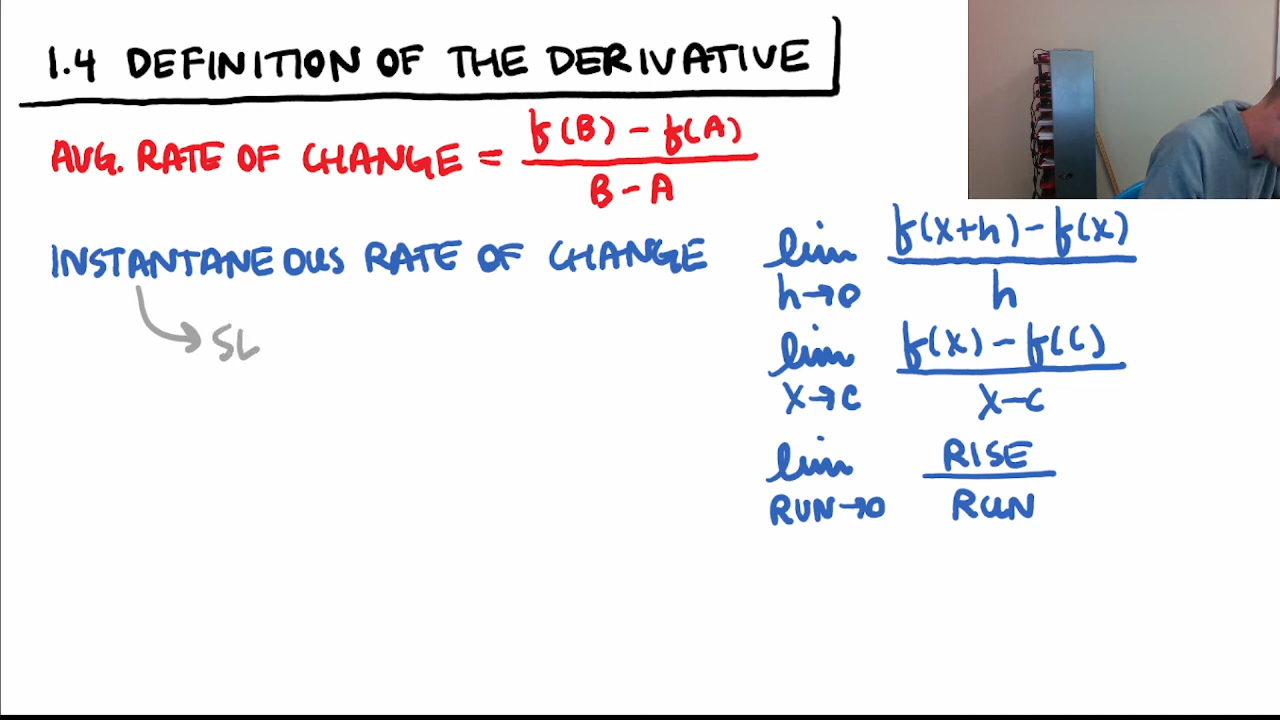 1.4 DEFINITION OF THE DERIVATIVE
AVG. RATE OF CHANGE = f(B) - f(A)
B - A
INSTANTANEOUS RATE OF CHANGE
SL
lim f(x+h) - f(x)
h→0 h
lim f(x) - f(c)
x→c x-c
lim RISE
RUN→0 RUN